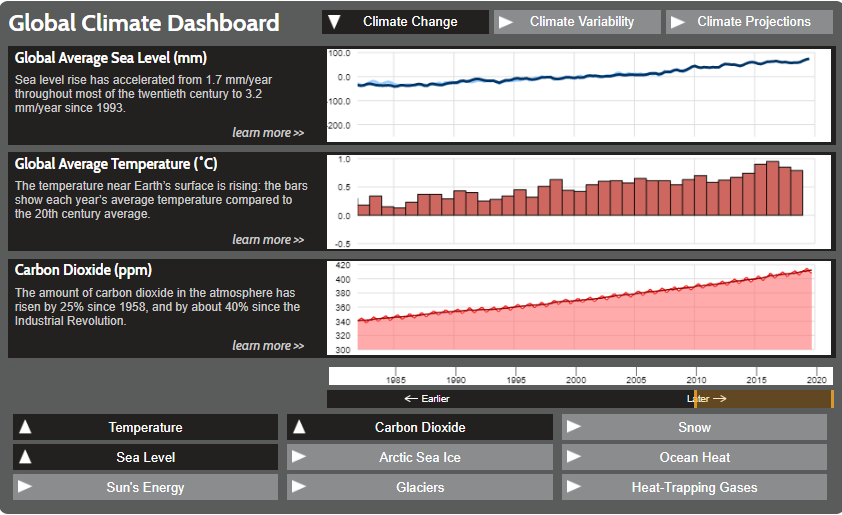 Global Climate Dashboard
Climate Change
Climate Variability
Climate Projections
Global Average Sea Level (mm)
Sea level rise has accelerated from 1.7 mm/year
throughout most of the twentieth century to 3.2
mm/year since 1993.
learn more >>
100.0
0.0
-100.0
-200.0
Global Average Temperature (˚C)
The temperature near Earth's surface is rising: the bars
show each year's average temperature compared to
the 20th century average.
learn more >>
1.0
0.5
0.0
-0.5
Carbon Dioxide (ppm)
The amount of carbon dioxide in the atmosphere has
risen by 25% since 1958, and by about 40% since the
Industrial Revolution.
learn more >>
420
400
380
360
340
320
300
1985 1990 1995 2000 2005 2010 2015 2020
← Earlier Later →
Temperature
Carbon Dioxide
Snow
Sea Level
Arctic Sea Ice
Ocean Heat
Sun's Energy
Glaciers
Heat-Trapping Gases